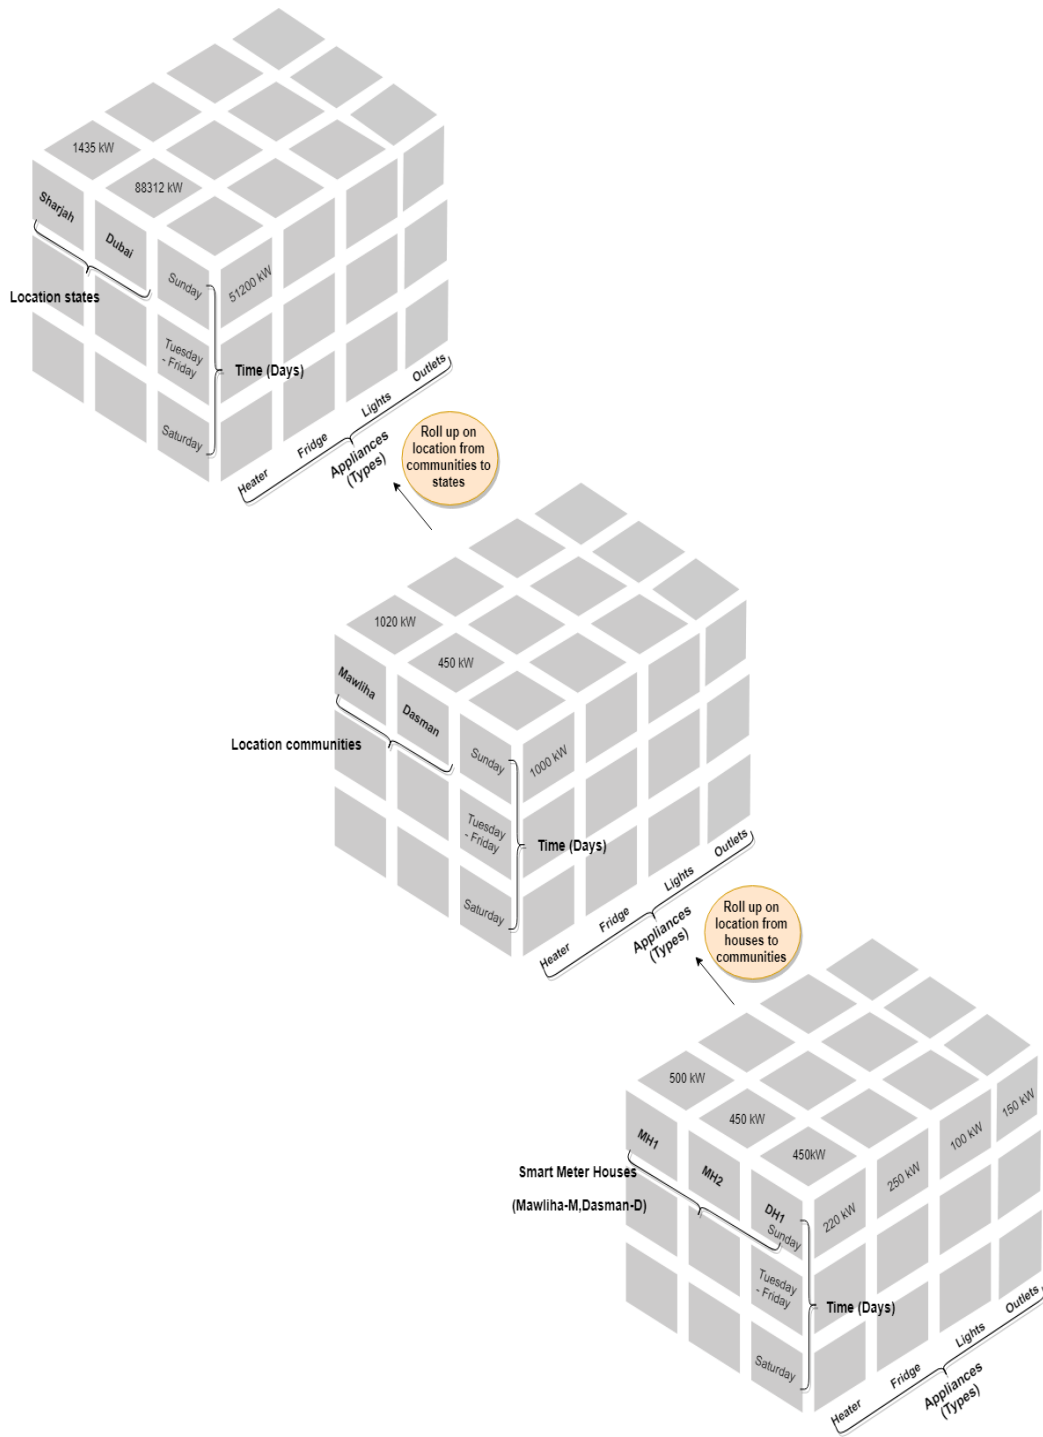 1435 kW
88312 kW
Sharjah
Dubai
Sunday
51200 kW
Location states
Tuesday
- Friday
Time (Days)
Saturday
Heater
Fridge
Lights
Outlets
Appliances
(Types)
Roll up on
location from
communities to
states
1020 kW
450 kW
Mawliha
Dasman
Sunday
1000 kW
Location communities
Tuesday
- Friday
Time (Days)
Saturday
Heater
Fridge
Lights
Outlets
Appliances
(Types)
Roll up on
location from
houses to
communities
500 kW
450 kW
450kW
MH1
MH2
DH1
Sunday
220 kW
250 kW
100 kW
150 kW
Smart Meter Houses
(Mawliha-M,Dasman-D)
Tuesday
- Friday
Time (Days)
Saturday
Heater
Fridge
Lights
Outlets
Appliances
(Types)